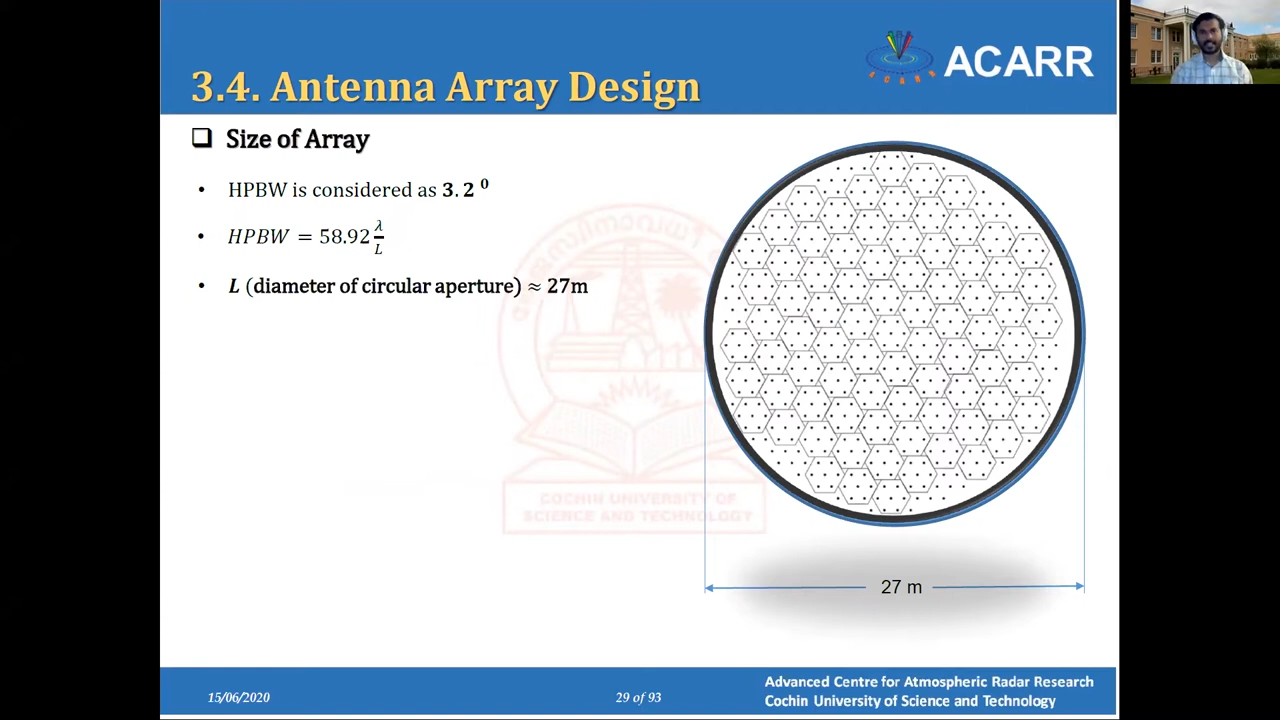 3.4. Antenna Array Design
ACARR
ACARR
❑ Size of Array
• HPBW is considered as 3.2 ⁰
• HPBW = 58.92 λ/L
• L (diameter of circular aperture) ≈ 27m
COCHIN UNIVERSITY OF
SCIENCE AND TECHNOLOGY
27 m
15/06/2020
29 of 93
Advanced Centre for Atmospheric Radar Research
Cochin University of Science and Technology